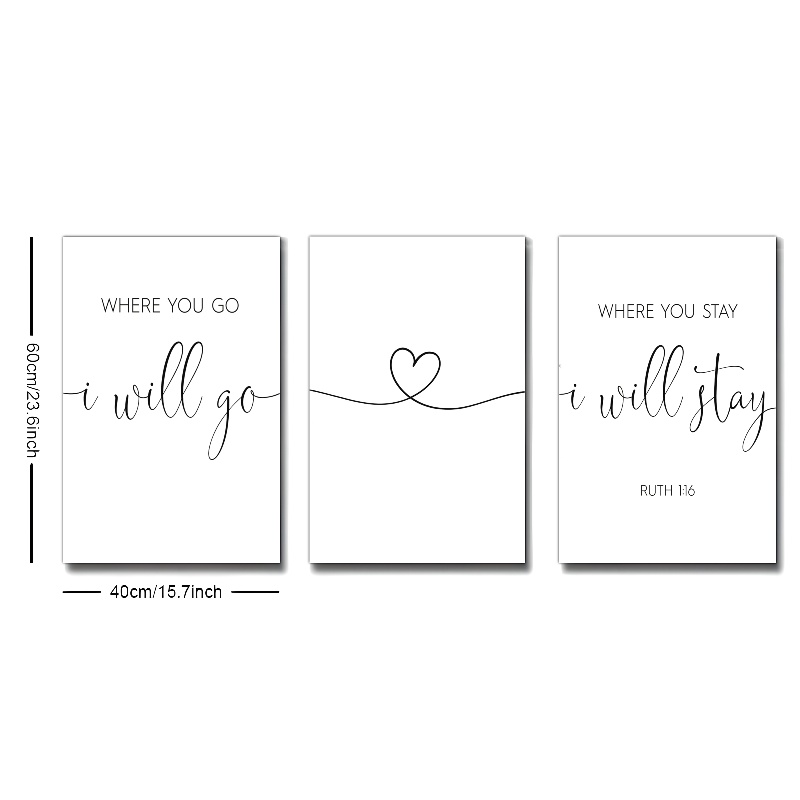 WHERE YOU GO
i will go
WHERE YOU STAY
i will stay
RUTH 1:16
60cm/23.6inch
40cm/15.7inch